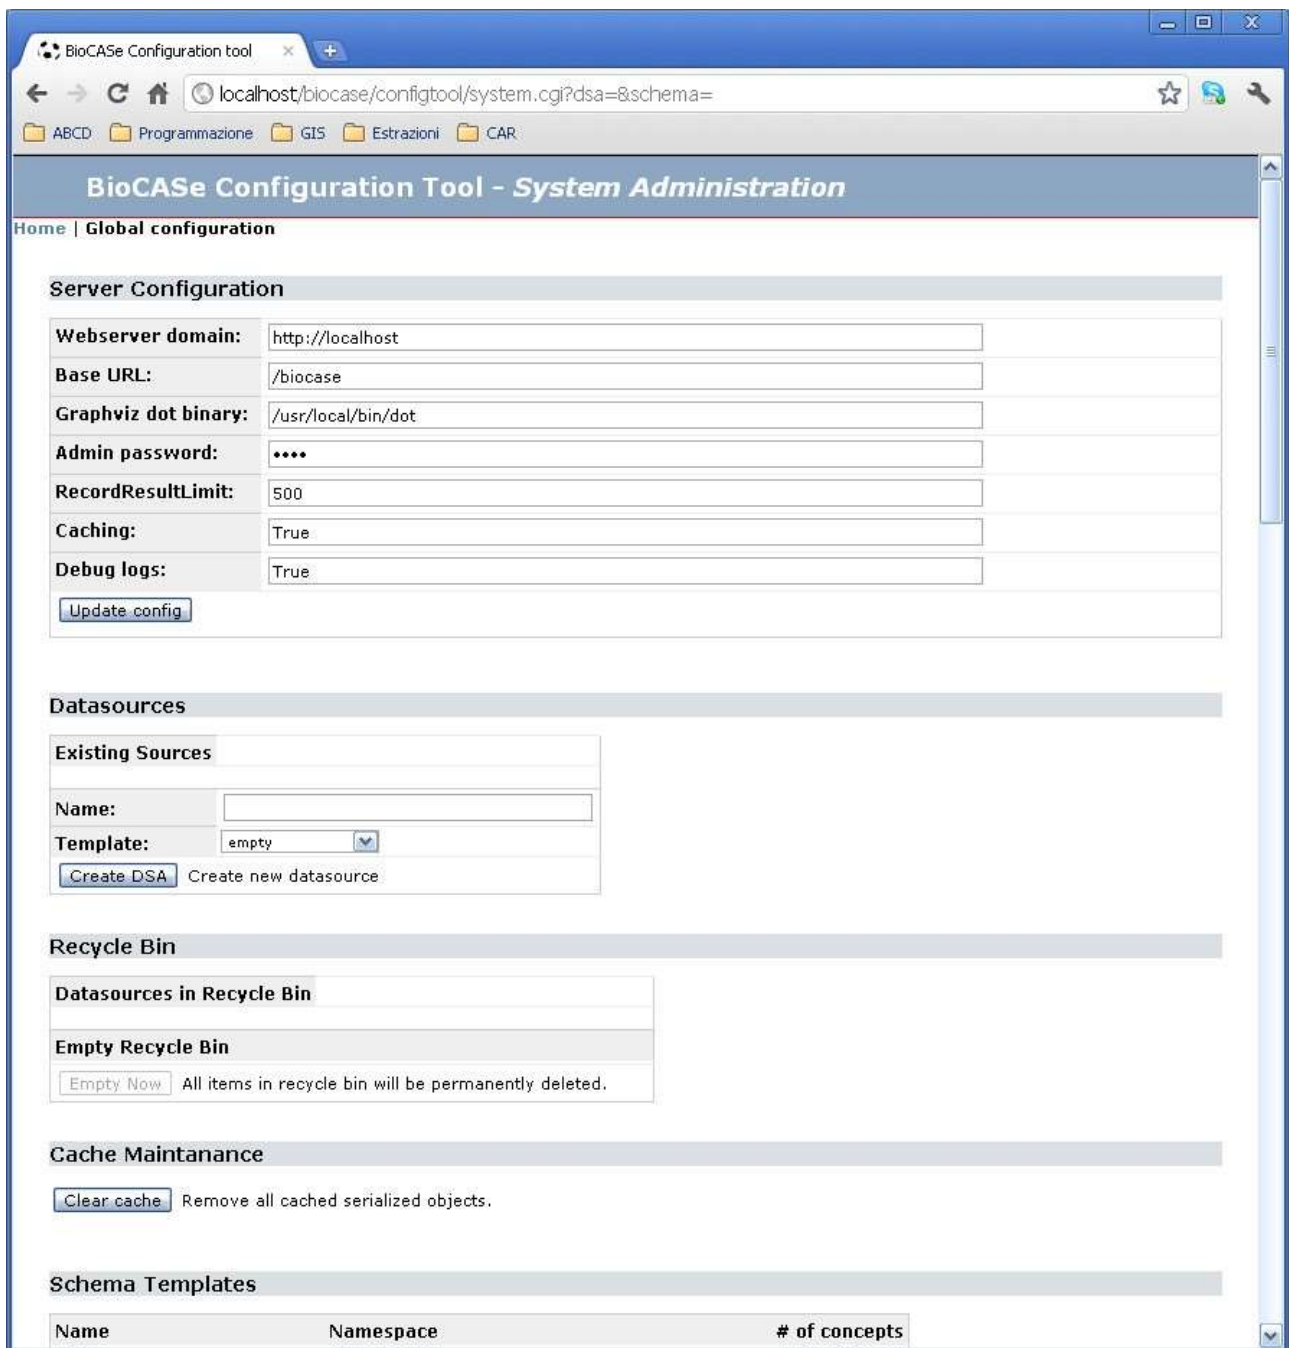 BioCASe Configuration tool
localhost/biocase/configtool/system.cgi?dsa=&schema=
ABCD Programmazione GIS Estrazioni CAR
BioCASe Configuration Tool - System Administration
Home | Global configuration
Server Configuration
Webserver domain: http://localhost
Base URL: /biocase
Graphviz dot binary: /usr/local/bin/dot
Admin password: ••••
RecordResultLimit: 500
Caching: True
Debug logs: True
Update config
Datasources
Existing Sources
Name:
Template: empty
Create DSA Create new datasource
Recycle Bin
Datasources in Recycle Bin
Empty Recycle Bin
Empty Now All items in recycle bin will be permanently deleted.
Cache Maintanance
Clear cache Remove all cached serialized objects.
Schema Templates
Name Namespace # of concepts